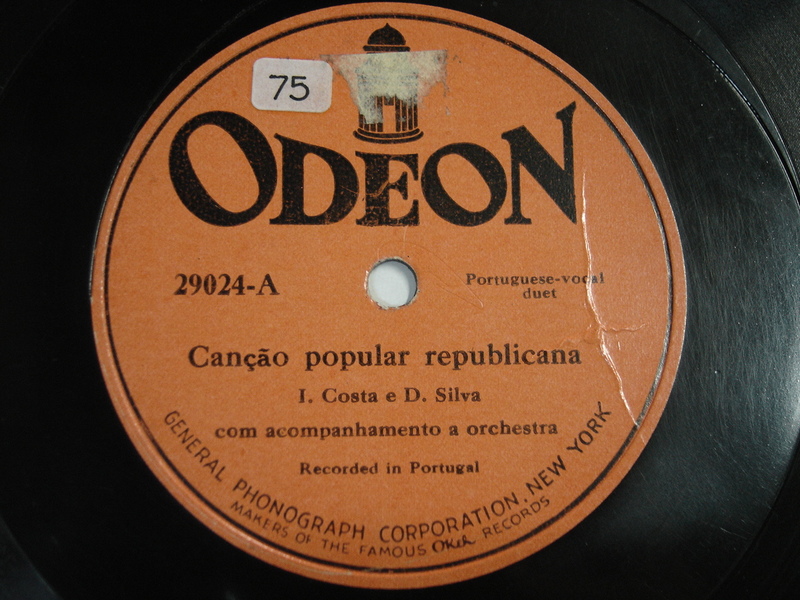 75
ODEON
29024-A
Portuguese-vocal
duet
Canção popular republicana
I. Costa e D. Silva
com acompanhamento a orchestra
Recorded in Portugal
GENERAL PHONOGRAPH CORPORATION, NEW YORK
MAKERS OF THE FAMOUS OKeh RECORDS